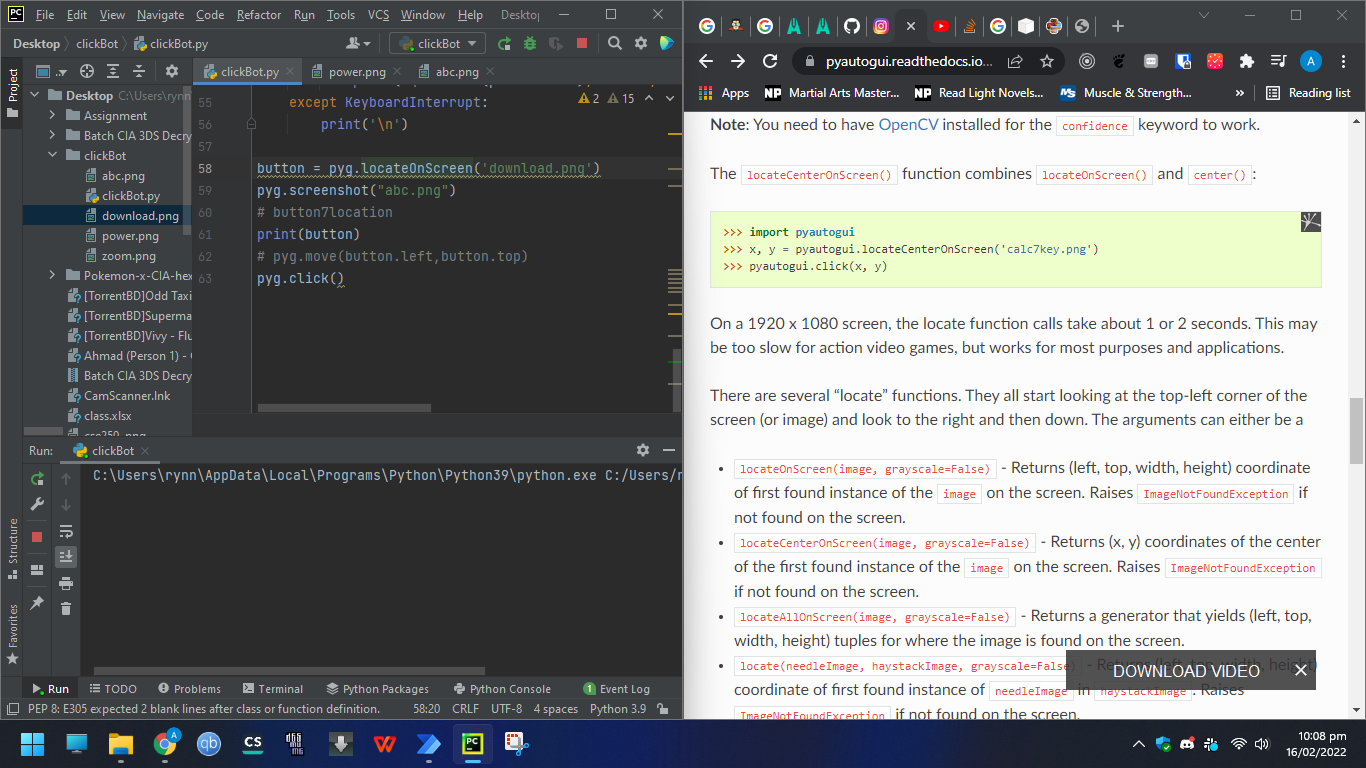 File Edit View Navigate Code Refactor Run Tools VCS Window Help Desktop
Desktop clickBot clickBot.py
clickBot
Project
clickBot.py power.png abc.png
Desktop C:\Users\rynn
Assignment
Batch CIA 3DS Decry
clickBot
abc.png
clickBot.py
download.png
power.png
zoom.png
Pokemon-x-CIA-hex
[TorrentBD]Odd Taxi
[TorrentBD]Superma
[TorrentBD]Vivy - Flu
Ahmad (Person 1) -
Batch CIA 3DS Decry
CamScanner.lnk
class.xlsx
2 15
55 except KeyboardInterrupt:
56 print('\n')
57
58 button = pyg.locateOnScreen('download.png')
59 pyg.screenshot("abc.png")
60 # button7location
61 print(button)
62 # pyg.move(button.left,button.top)
63 pyg.click()
Run: clickBot
C:\Users\rynn\AppData\Local\Programs\Python\Python39\python.exe C:/Users/r
Structure
Favorites
Run TODO Problems Terminal Python Packages Python Console 1 Event Log
PEP 8: E305 expected 2 blank lines after class or function definition. 58:20 CRLF UTF-8 4 spaces Python 3.9
pyautogui.readthedocs.io...
A
Apps Martial Arts Master... Read Light Novels... Muscle & Strength... » Reading list
Note: You need to have OpenCV installed for the confidence keyword to work.
The locateCenterOnScreen() function combines locateOnScreen() and center():
>>> import pyautogui
>>> x, y = pyautogui.locateCenterOnScreen('calc7key.png')
>>> pyautogui.click(x, y)
On a 1920 x 1080 screen, the locate function calls take about 1 or 2 seconds. This may
be too slow for action video games, but works for most purposes and applications.
There are several “locate” functions. They all start looking at the top-left corner of the
screen (or image) and look to the right and then down. The arguments can either be a
locateOnScreen(image, grayscale=False) - Returns (left, top, width, height) coordinate
of first found instance of the image on the screen. Raises ImageNotFoundException if
not found on the screen.
locateCenterOnScreen(image, grayscale=False) - Returns (x, y) coordinates of the center
of the first found instance of the image on the screen. Raises ImageNotFoundException
if not found on the screen.
locateAllOnScreen(image, grayscale=False) - Returns a generator that yields (left, top,
width, height) tuples for where the image is found on the screen.
locate(needleImage, haystackImage, grayscale=False) - Returns (left, top, width, height)
coordinate of first found instance of needleImage in haystackImage. Raises
ImageNotFoundException if not found on the screen.
DOWNLOAD VIDEO
10:08 pm
16/02/2022